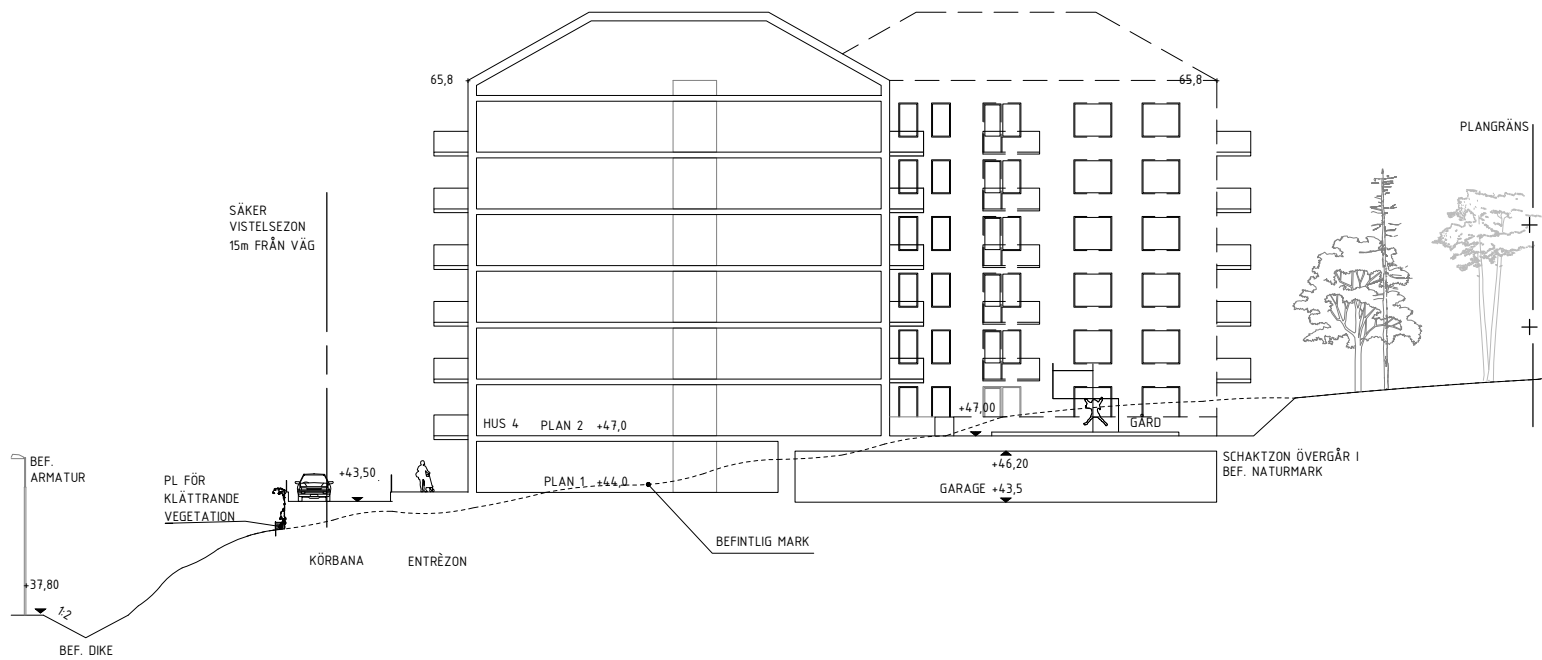 65,8
65,8
PLANGRÄNS
SÄKER
VISTELSEZON
15m FRÅN VÄG
+47,00
HUS 4 PLAN 2 +47,0
GÅRD
BEF.
ARMATUR
+43,50
SCHAKTZON ÖVERGÅR I
BEF. NATURMARK
+46,20
PL FÖR
KLÄTTRANDE
VEGETATION
PLAN 1 +44,0
GARAGE +43,5
BEFINTLIG MARK
KÖRBANA
ENTRÈZON
+37,80
1:2
BEF. DIKE